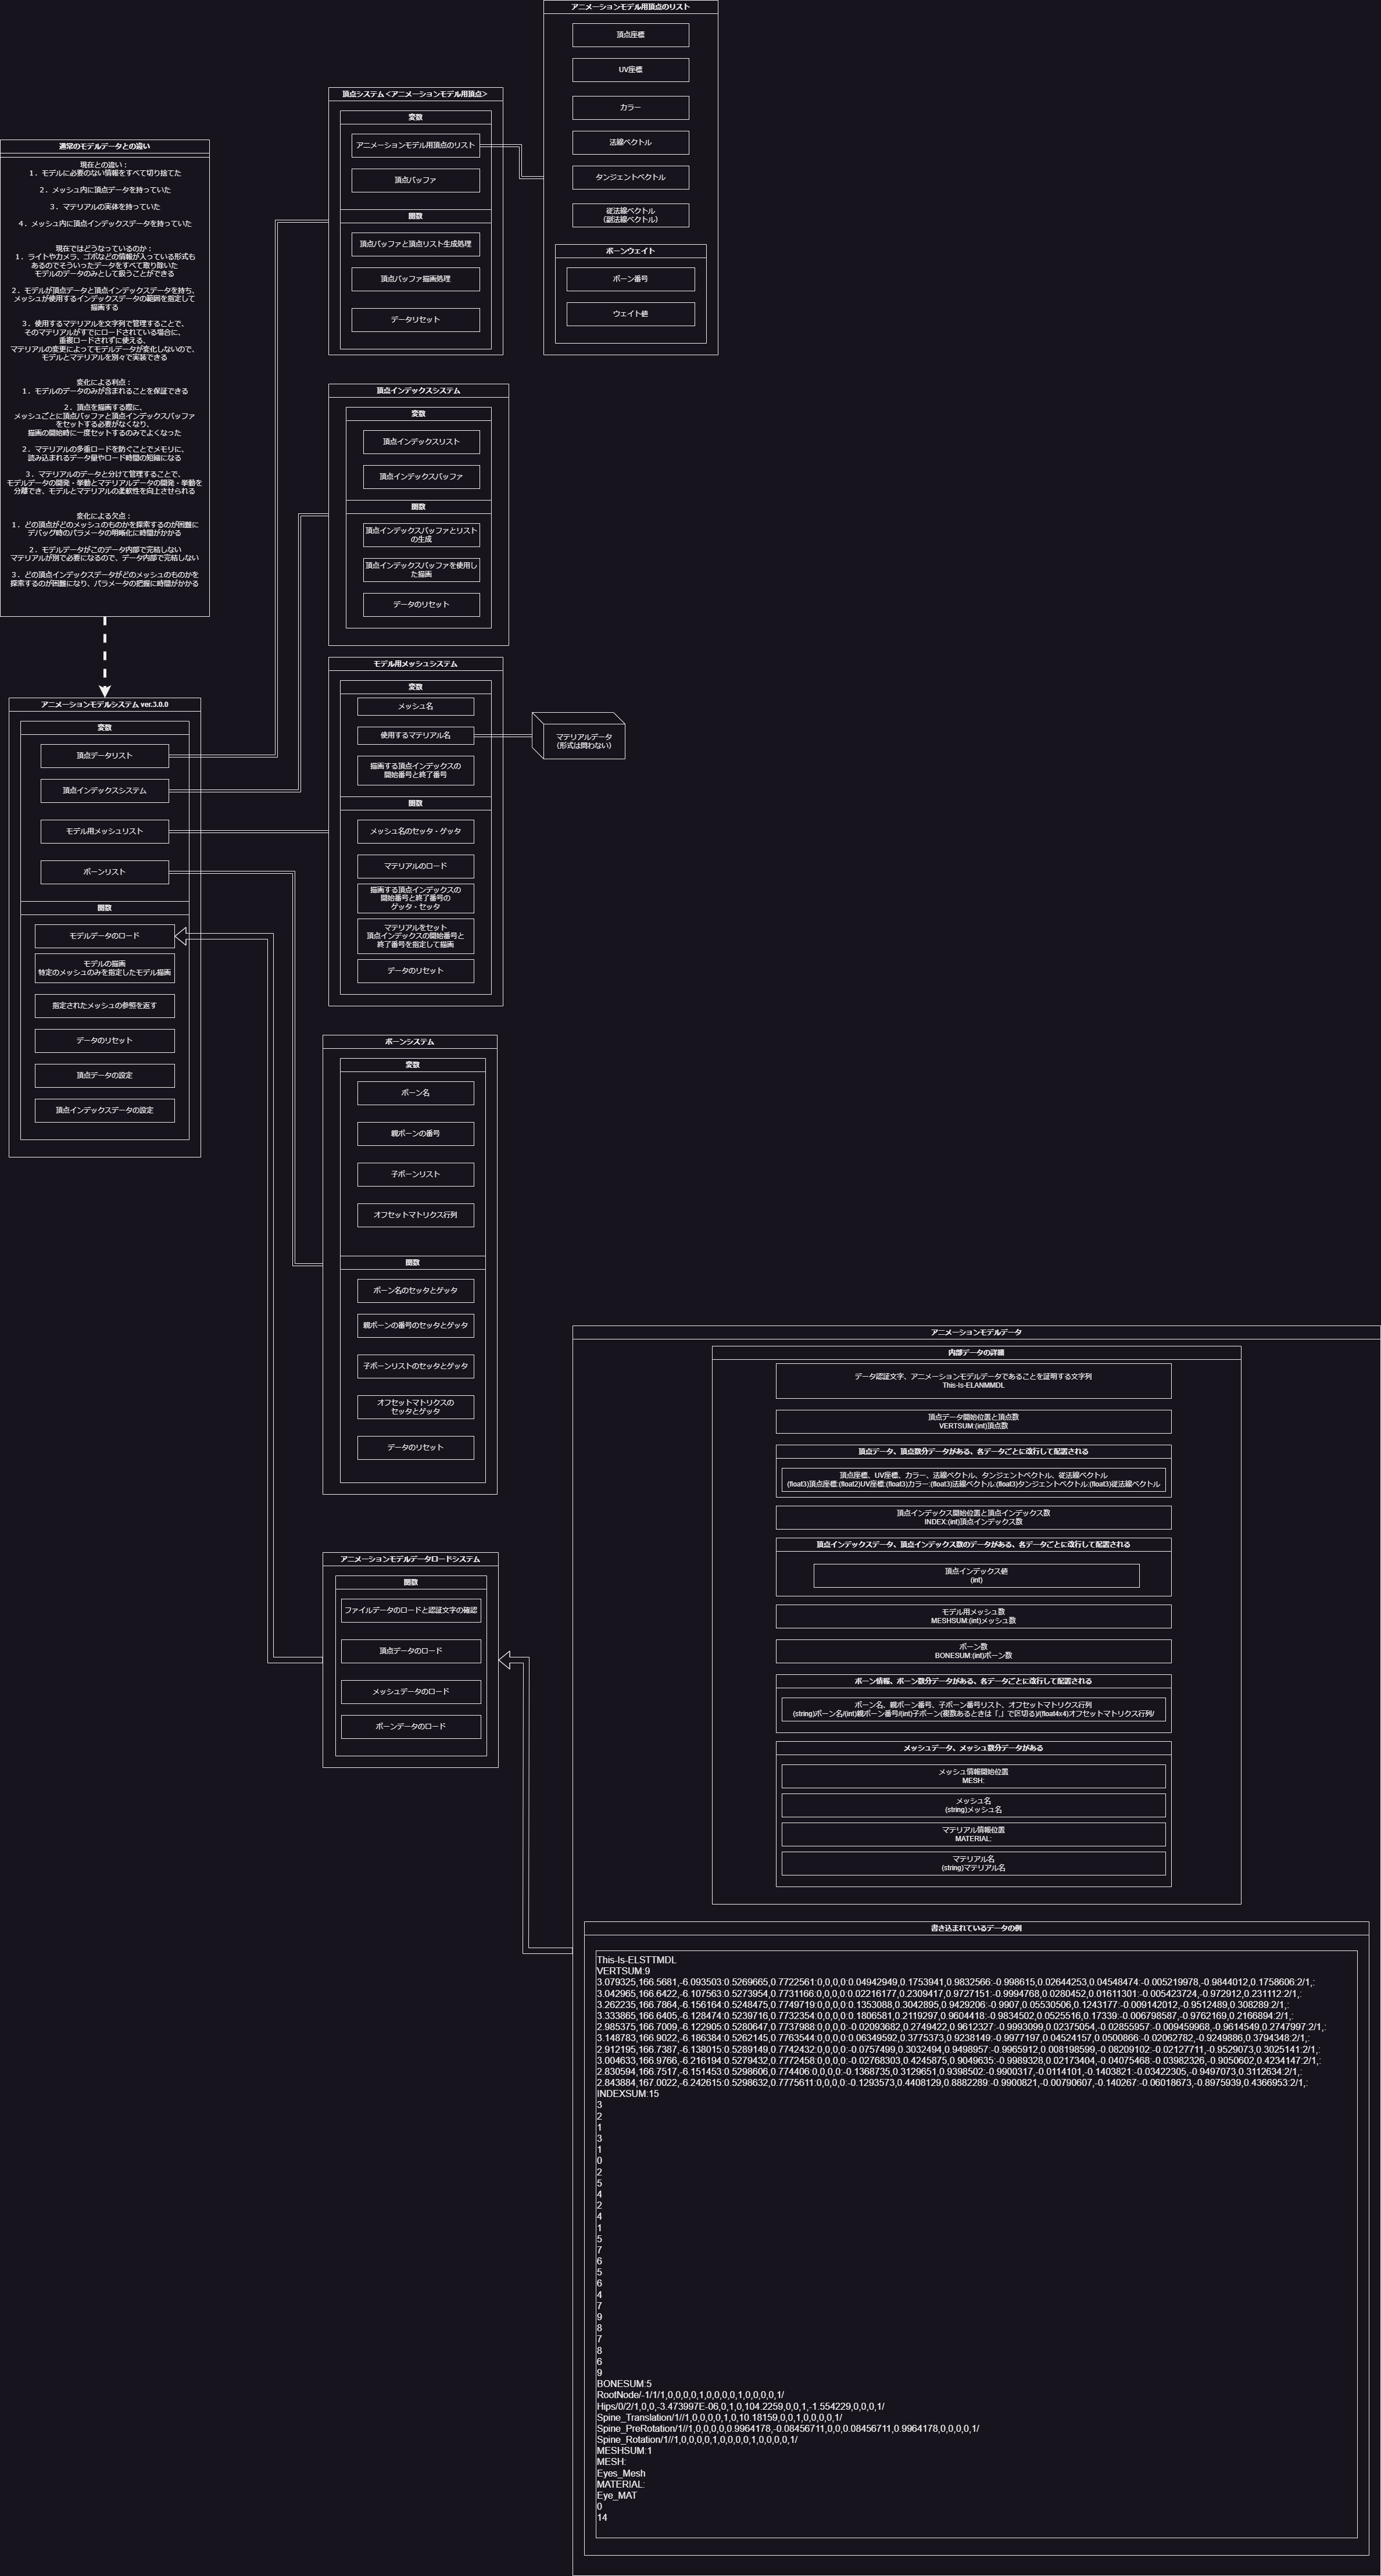 通常のモデルデータとの違い
現在との違い：
１．モデルに必要のない情報をすべて切り捨てた
２．メッシュ内に頂点データを持っていた
３．マテリアルの実体を持っていた
４．メッシュ内に頂点インデックスデータを持っていた
現在ではどうなっているのか：
１．ライトやカメラ、ゴボなどの情報が入っている形式も
あるのでそういったデータをすべて取り除いた
モデルのデータのみとして扱うことができる
２．モデルが頂点データと頂点インデックスデータを持ち、
メッシュが使用するインデックスデータの範囲を指定して
描画する
３．使用するマテリアルを文字列で管理することで、
そのマテリアルがすでにロードされている場合に、
重複ロードされずに使える、
マテリアルの変更によってモデルデータが変化しないので、
モデルとマテリアルを別々で実装できる
変化による利点：
１．モデルのデータのみが含まれることを保証できる
２．頂点を描画する際に、
メッシュごとに頂点バッファと頂点インデックスバッファ
をセットする必要がなくなり、
描画の開始時に一度セットするのみでよくなった
２．マテリアルの多重ロードを防ぐことでメモリに、
読み込まれるデータ量やロード時間の短縮になる
３．マテリアルのデータと分けて管理することで、
モデルデータの開発・挙動とマテリアルデータの開発・挙動を
分離でき、モデルとマテリアルの柔軟性を向上させられる
変化による欠点：
１．どの頂点がどのメッシュのものかを探索するのが困難に
デバッグ時のパラメータの明晰化に時間がかかる
２．モデルデータがこのデータ内部で完結しない
マテリアルが別で必要になるので、データ内部で完結しない
３．どの頂点インデックスデータがどのメッシュのものかを
探索するのが困難になり、パラメータの把握に時間がかかる
アニメーションモデルシステム ver.3.0.0
変数
頂点データリスト
頂点インデックスシステム
モデル用メッシュリスト
ボーンリスト
関数
モデルデータのロード
モデルの描画
特定のメッシュのみを指定したモデル描画
指定されたメッシュの参照を返す
データのリセット
頂点データの設定
頂点インデックスデータの設定
頂点システム＜アニメーションモデル用頂点＞
変数
アニメーションモデル用頂点のリスト
頂点バッファ
関数
頂点バッファと頂点リスト生成処理
頂点バッファ描画処理
データリセット
アニメーションモデル用頂点のリスト
頂点座標
UV座標
カラー
法線ベクトル
タンジェントベクトル
従法線ベクトル
（副法線ベクトル）
ボーンウェイト
ボーン番号
ウェイト値
頂点インデックスシステム
変数
頂点インデックスリスト
頂点インデックスバッファ
関数
頂点インデックスバッファとリスト
の生成
頂点インデックスバッファを使用し
た描画
データのリセット
モデル用メッシュシステム
変数
メッシュ名
使用するマテリアル名
描画する頂点インデックスの
開始番号と終了番号
関数
メッシュ名のセッタ・ゲッタ
マテリアルのロード
描画する頂点インデックスの
開始番号と終了番号の
ゲッタ・セッタ
マテリアルをセット
頂点インデックスの開始番号と
終了番号を指定して描画
データのリセット
マテリアルデータ
（形式は問わない）
ボーンシステム
変数
ボーン名
親ボーンの番号
子ボーンリスト
オフセットマトリクス行列
関数
ボーン名のセッタとゲッタ
親ボーンの番号のセッタとゲッタ
子ボーンリストのセッタとゲッタ
オフセットマトリクスの
セッタとゲッタ
データのリセット
アニメーションモデルデータロードシステム
関数
ファイルデータのロードと認証文字の確認
頂点データのロード
メッシュデータのロード
ボーンデータのロード
アニメーションモデルデータ
内部データの詳細
データ認証文字、アニメーションモデルデータであることを証明する文字列
This-Is-ELANMMDL
頂点データ開始位置と頂点数
VERTSUM:(int)頂点数
頂点データ、頂点数分データがある、各データごとに改行して配置される
頂点座標、UV座標、カラー、法線ベクトル、タンジェントベクトル、従法線ベクトル
(float3)頂点座標:(float2)UV座標:(float3)カラー:(float3)法線ベクトル:(float3)タンジェントベクトル:(float3)従法線ベクトル
頂点インデックス開始位置と頂点インデックス数
INDEX:(int)頂点インデックス数
頂点インデックスデータ、頂点インデックス数のデータがある、各データごとに改行して配置される
頂点インデックス値
(int)
モデル用メッシュ数
MESHSUM:(int)メッシュ数
ボーン数
BONESUM:(int)ボーン数
ボーン情報、ボーン数分データがある、各データごとに改行して配置される
ボーン名、親ボーン番号、子ボーン番号リスト、オフセットマトリクス行列
(string)ボーン名/(int)親ボーン番号/(int)子ボーン(複数あるときは「,」で区切る)/(float4x4)オフセットマトリクス行列/
メッシュデータ、メッシュ数分データがある
メッシュ情報開始位置
MESH:
メッシュ名
(string)メッシュ名
マテリアル情報位置
MATERIAL:
マテリアル名
(string)マテリアル名
書き込まれているデータの例
This-Is-ELSTTMDL
VERTSUM:9
3.079325,166.5681,-6.093503:0.5269665,0.7722561:0,0,0,0:0.04942949,0.1753941,0.9832566:-0.998615,0.02644253,0.04548474:-0.005219978,-0.9844012,0.1758606:2/1,:
3.042965,166.6422,-6.107563:0.5273954,0.7731166:0,0,0,0:0.02216177,0.2309417,0.9727151:-0.9994768,0.0280452,0.01611301:-0.005423724,-0.972912,0.231112:2/1,:
3.262235,166.7864,-6.156164:0.5248475,0.7749719:0,0,0,0:0.1353088,0.3042895,0.9429206:-0.9907,0.05530506,0.1243177:-0.009142012,-0.9512489,0.308289:2/1,:
3.333865,166.6405,-6.128474:0.5239716,0.7732354:0,0,0,0:0.1806581,0.2119297,0.9604418:-0.9834502,0.0525516,0.17339:-0.006798587,-0.9762169,0.2166894:2/1,:
2.985375,166.7009,-6.122905:0.5280647,0.7737988:0,0,0,0:-0.02093682,0.2749422,0.9612327:-0.9993099,0.02375054,-0.02855957:-0.009459968,-0.9614549,0.2747997:2/1,:
3.148783,166.9022,-6.186384:0.5262145,0.7763544:0,0,0,0:0.06349592,0.3775373,0.9238149:-0.9977197,0.04524157,0.0500866:-0.02062782,-0.9249886,0.3794348:2/1,:
2.912195,166.7387,-6.138015:0.5289149,0.7742432:0,0,0,0:-0.0757499,0.3032494,0.9498957:-0.9965912,0.008198599,-0.08209102:-0.02127711,-0.9529073,0.3025141:2/1,:
3.004633,166.9766,-6.216194:0.5279432,0.7772458:0,0,0,0:-0.02768303,0.4245875,0.9049635:-0.9989328,0.02173404,-0.04075468:-0.03982326,-0.9050602,0.4234147:2/1,:
2.830594,166.7517,-6.151453:0.5298606,0.774406:0,0,0,0:-0.1368735,0.3129651,0.9398502:-0.9900317,-0.0114101,-0.1403821:-0.03422305,-0.9497073,0.3112634:2/1,:
2.843884,167.0022,-6.242615:0.5298632,0.7775611:0,0,0,0:-0.1293573,0.4408129,0.8882289:-0.9900821,-0.00790607,-0.140267:-0.06018673,-0.8975939,0.4366953:2/1,:
INDEXSUM:15
3
2
1
3
1
0
2
5
4
2
4
1
5
7
6
5
6
4
7
9
8
7
8
6
9
BONESUM:5
RootNode/-1/1/1,0,0,0,0,1,0,0,0,0,1,0,0,0,0,1/
Hips/0/2/1,0,0,-3.473997E-06,0,1,0,104.2259,0,0,1,-1.554229,0,0,0,1/
Spine_Translation/1//1,0,0,0,0,1,0,10.18159,0,0,1,0,0,0,0,1/
Spine_PreRotation/1//1,0,0,0,0,0.9964178,-0.08456711,0,0,0.08456711,0.9964178,0,0,0,0,1/
Spine_Rotation/1//1,0,0,0,0,1,0,0,0,0,1,0,0,0,0,1/
MESHSUM:1
MESH:
Eyes_Mesh
MATERIAL:
Eye_MAT
0
14